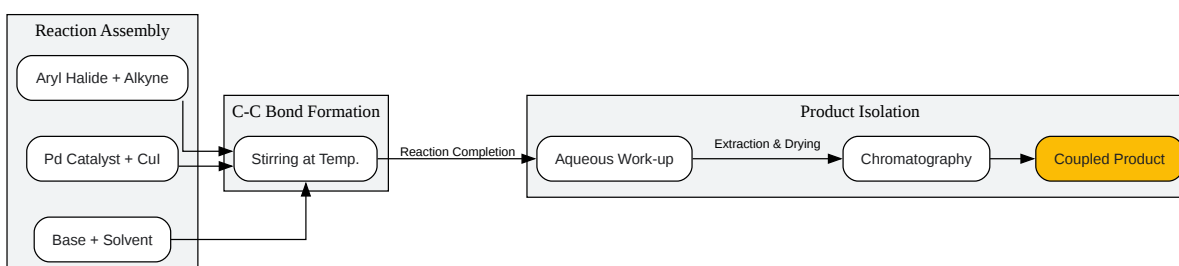 Reaction Assembly
Aryl Halide + Alkyne
Pd Catalyst + CuI
Base + Solvent
C-C Bond Formation
Stirring at Temp.
Reaction Completion
Product Isolation
Aqueous Work-up
Extraction & Drying
Chromatography
Coupled Product